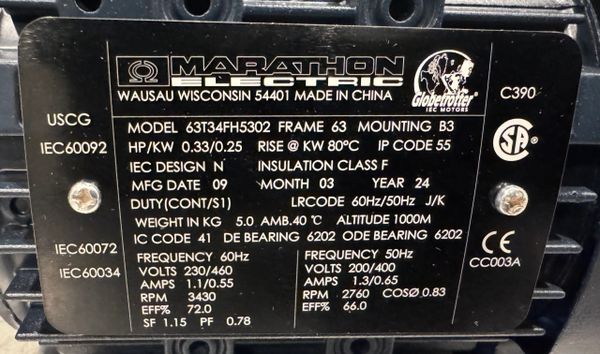 MARATHON
ELECTRIC
Globetrotter
IEC MOTORS
WAUSAU WISCONSIN 54401 MADE IN CHINA
C390
USCG
IEC60092
MODEL 63T34FH5302 FRAME 63 MOUNTING B3
HP/KW 0.33/0.25 RISE @ KW 80°C IP CODE 55
IEC DESIGN N INSULATION CLASS F
MFG DATE 09 MONTH 03 YEAR 24
DUTY(CONT/S1) LRCODE 60Hz/50Hz J/K
WEIGHT IN KG 5.0 AMB.40 °C ALTITUDE 1000M
IC CODE 41 DE BEARING 6202 ODE BEARING 6202
CSA
CE
CC003A
IEC60072
IEC60034
FREQUENCY 60Hz
VOLTS 230/460
AMPS 1.1/0.55
RPM 3430
EFF% 72.0
SF 1.15 PF 0.78
FREQUENCY 50Hz
VOLTS 200/400
AMPS 1.3/0.65
RPM 2760 COSØ 0.83
EFF% 66.0